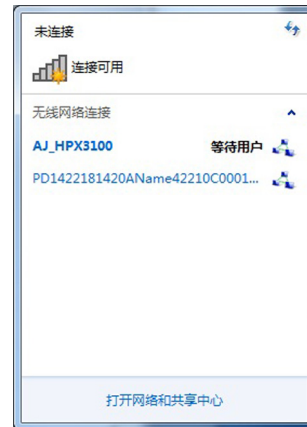 未连接
连接可用
无线网络连接
AJ_HPX3100 等待用户
PD1422181420AName42210C0001...
打开网络和共享中心